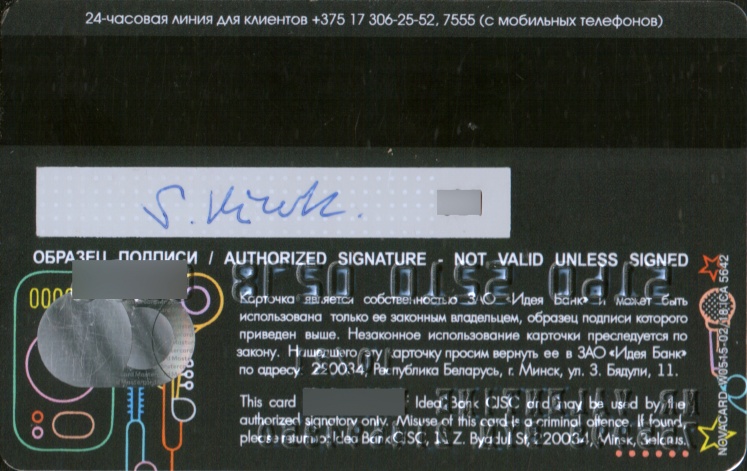 24-часовая линия для клиентов +375 17 306-25-52, 7555 (с мобильных телефонов)
ОБРАЗЕЦ ПОДПИСИ / AUTHORIZED SIGNATURE - NOT VALID UNLESS SIGNED
Карточка является собственностью ЗАО «Идея Банк» и может быть
использована только ее законным владельцем, образец подписи которого
приведен выше. Незаконное использование карточки преследуется по
закону. Нашедшего эту карточку просим вернуть ее в ЗАО «Идея Банк»
по адресу: 220034, Республика Беларусь, г. Минск, ул. З. Бядули, 11.
This card of Idea Bank CJSC and may be used by the
authorized signatory only. Misuse of this card is a criminal offence. If found,
please return to Idea Bank CJSC, 11 Z. Byaduli St., 220034, Minsk, Belarus.